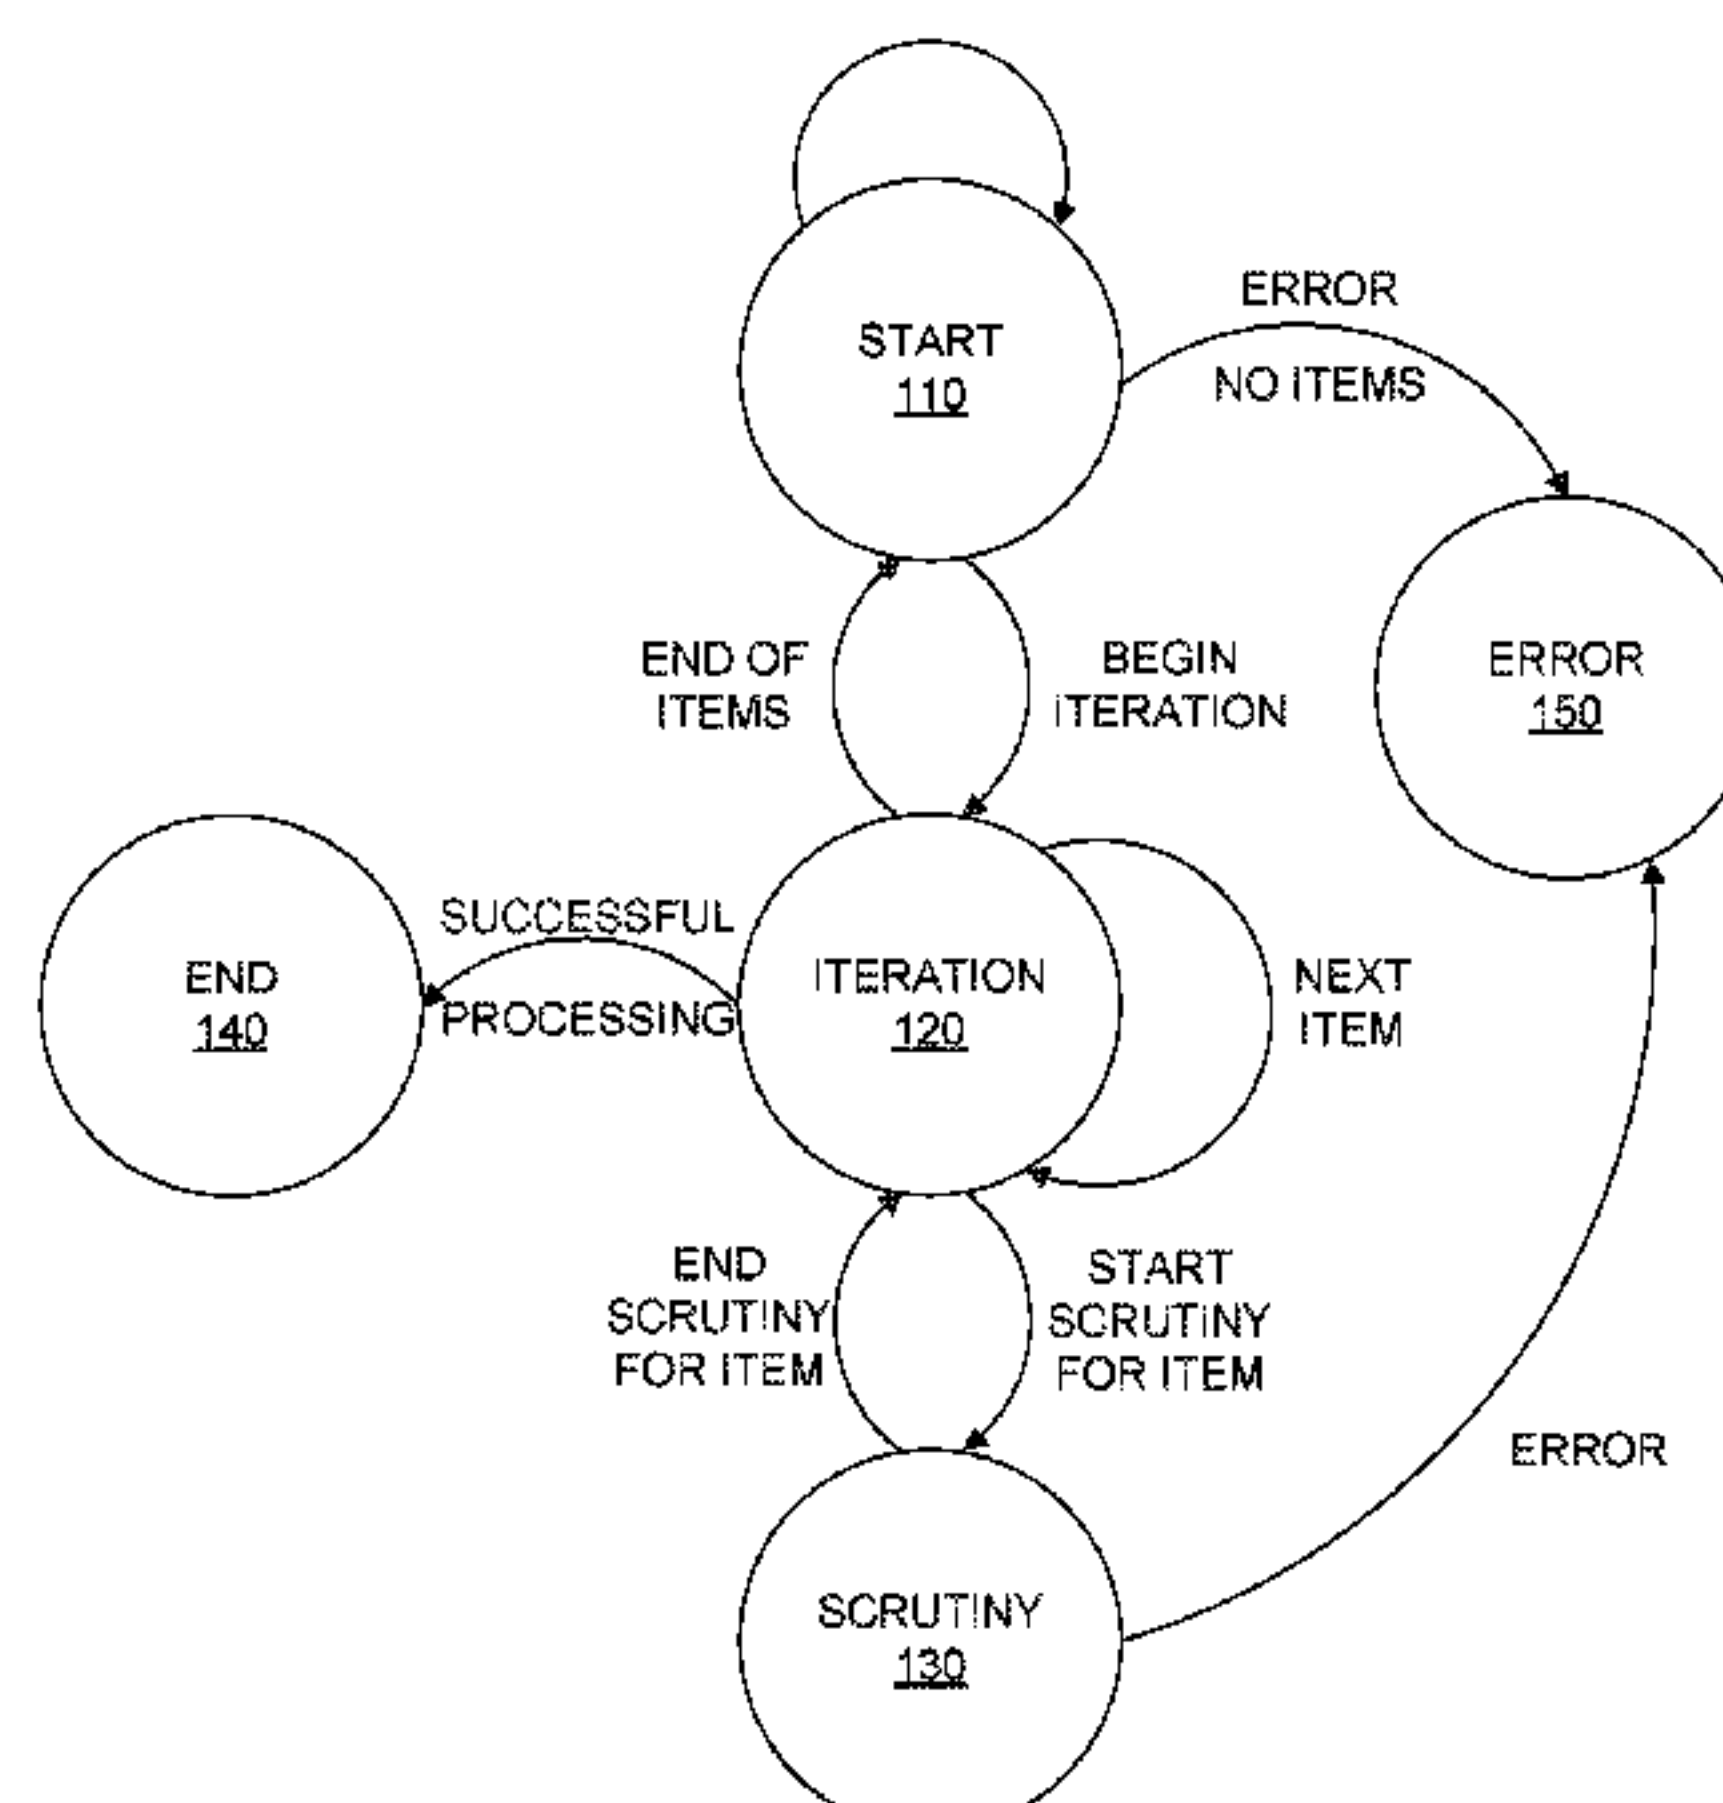 ERROR
NO ITEMS
START
110
END OF
ITEMS
BEGIN
ITERATION
ERROR
150
SUCCESSFUL
PROCESSING
END
140
ITERATION
120
NEXT
ITEM
END
SCRUTINY
FOR ITEM
START
SCRUTINY
FOR ITEM
ERROR
SCRUTINY
130